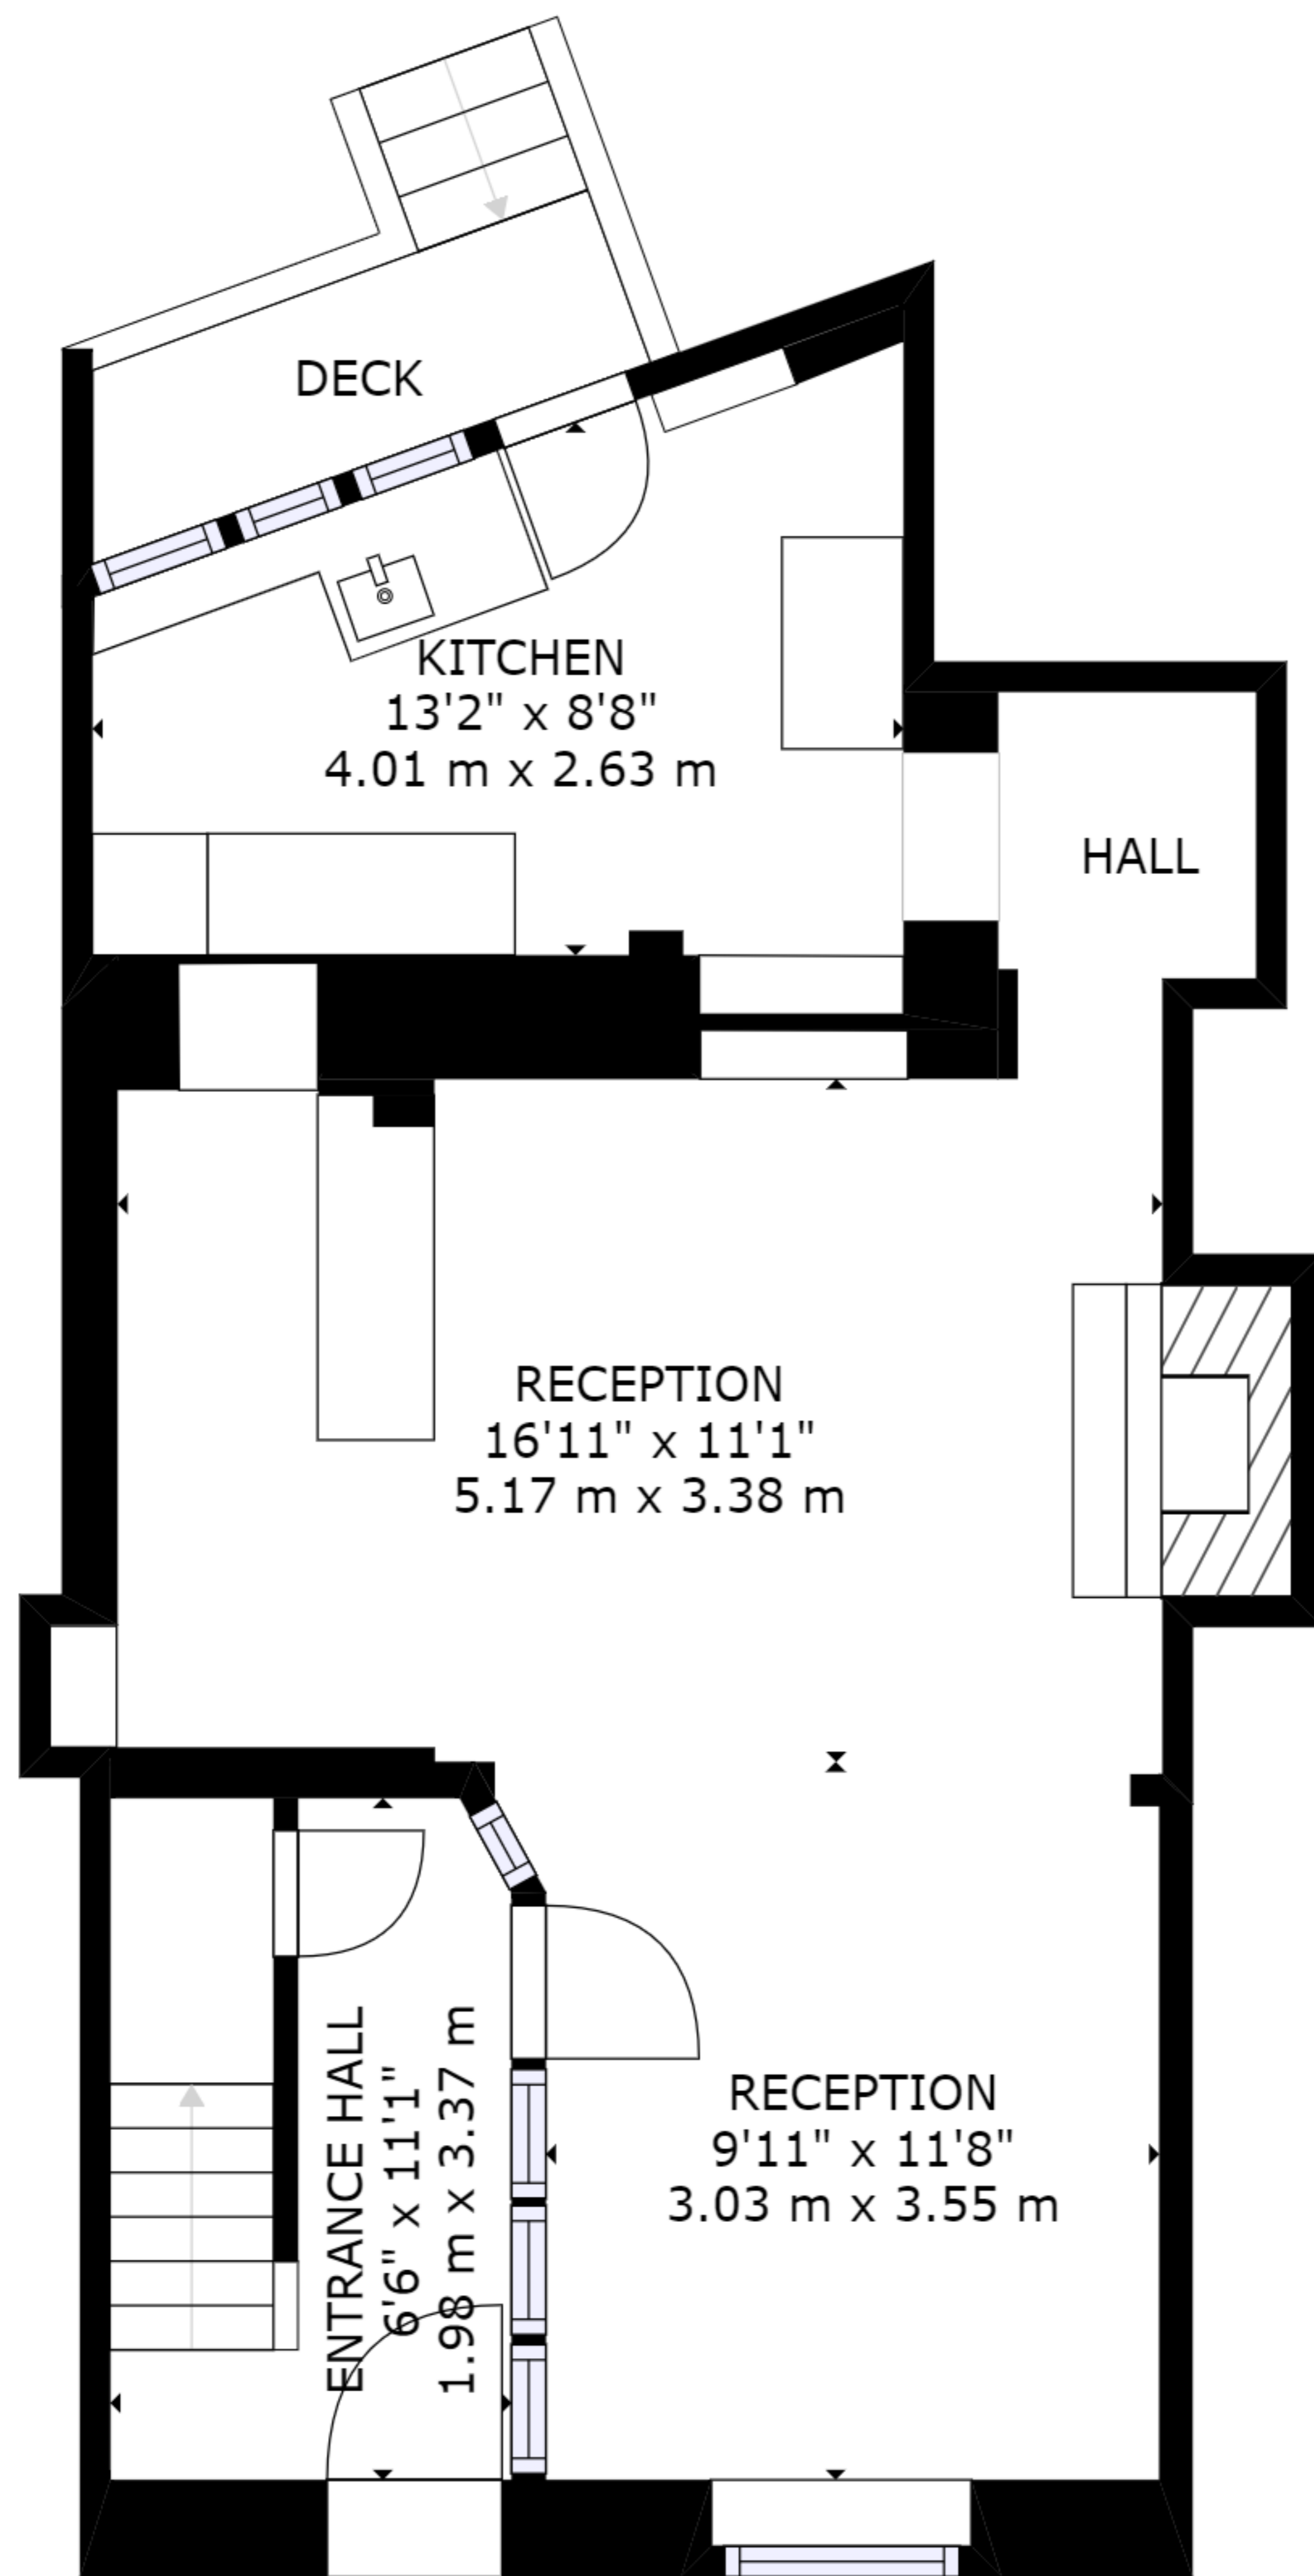 DECK
KITCHEN
13'2" x 8'8"
4.01 m x 2.63 m
HALL
RECEPTION
16'11" x 11'1"
5.17 m x 3.38 m
ENTRANCE HALL
6'6" x 11'1"
1.98 m x 3.37 m
RECEPTION
9'11" x 11'8"
3.03 m x 3.55 m